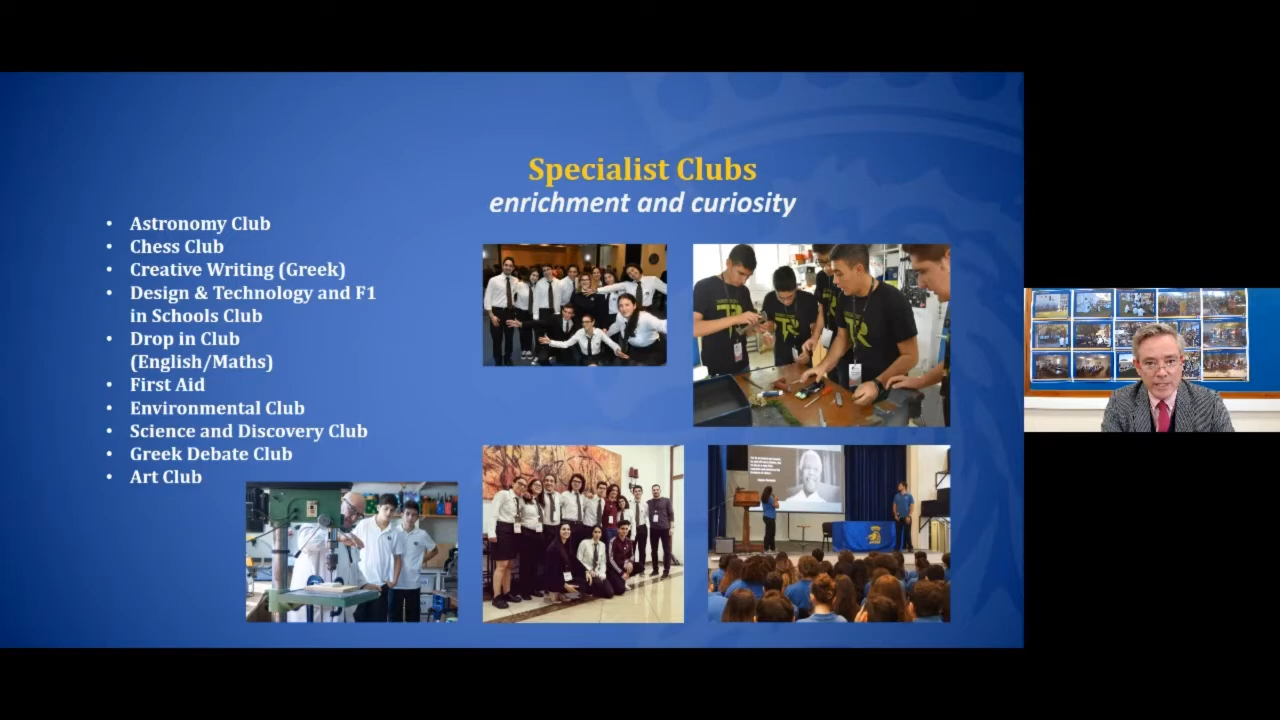 Specialist Clubs
enrichment and curiosity
• Astronomy Club
• Chess Club
• Creative Writing (Greek)
• Design & Technology and F1
in Schools Club
• Drop in Club
(English/Maths)
• First Aid
• Environmental Club
• Science and Discovery Club
• Greek Debate Club
• Art Club